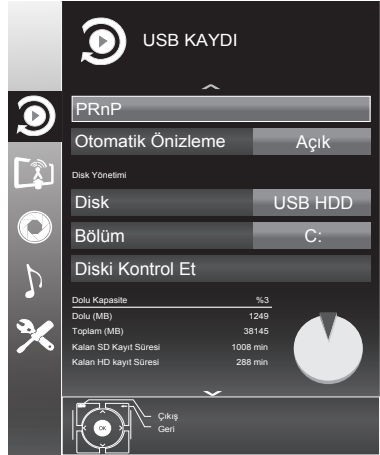 USB KAYDI
PRnP
Otomatik Önizleme Açık
Disk Yönetimi
Disk USB HDD
Bölüm C:
Diski Kontrol Et
Dolu Kapasite %3
Dolu (MB) 1249
Toplam (MB) 38145
Kalan SD Kayıt Süresi 1008 min
Kalan HD kayıt Süresi 288 min
Çıkış
Geri
OK